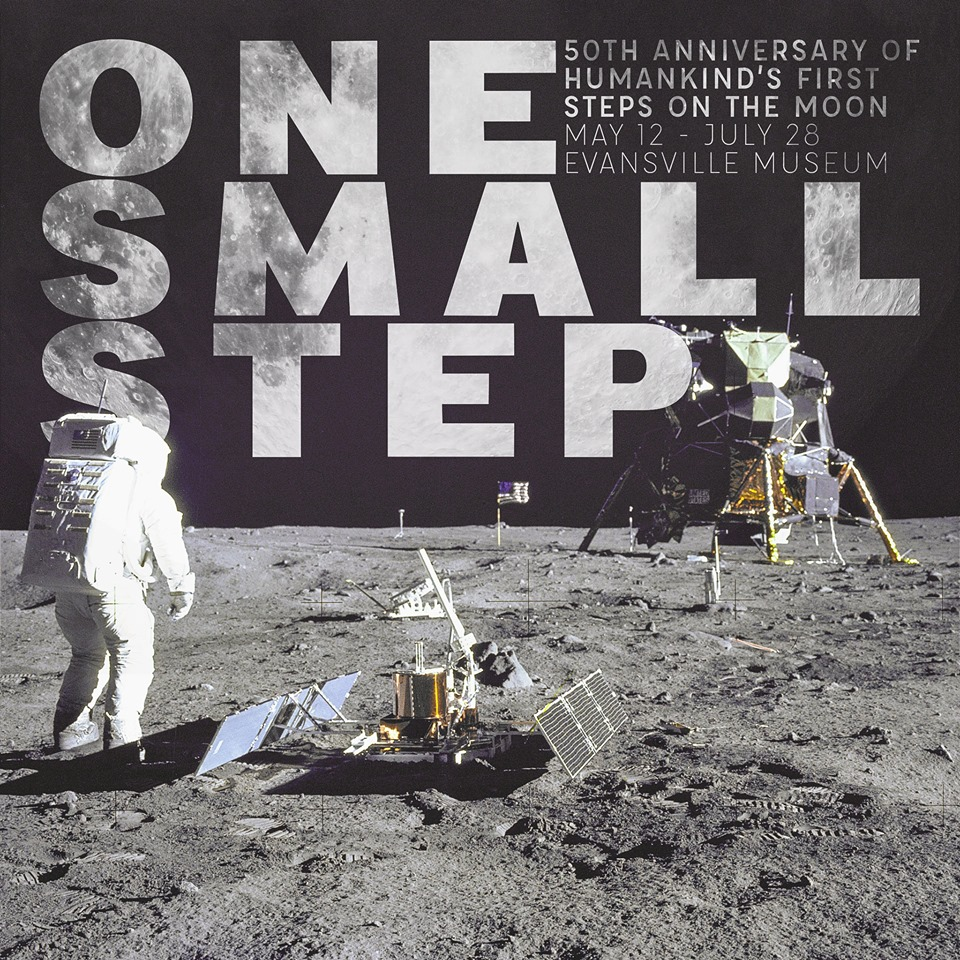 ONE
50TH ANNIVERSARY OF
HUMANKIND'S FIRST
STEPS ON THE MOON
MAY 12 - JULY 28
EVANSVILLE MUSEUM
SMALL
STEP